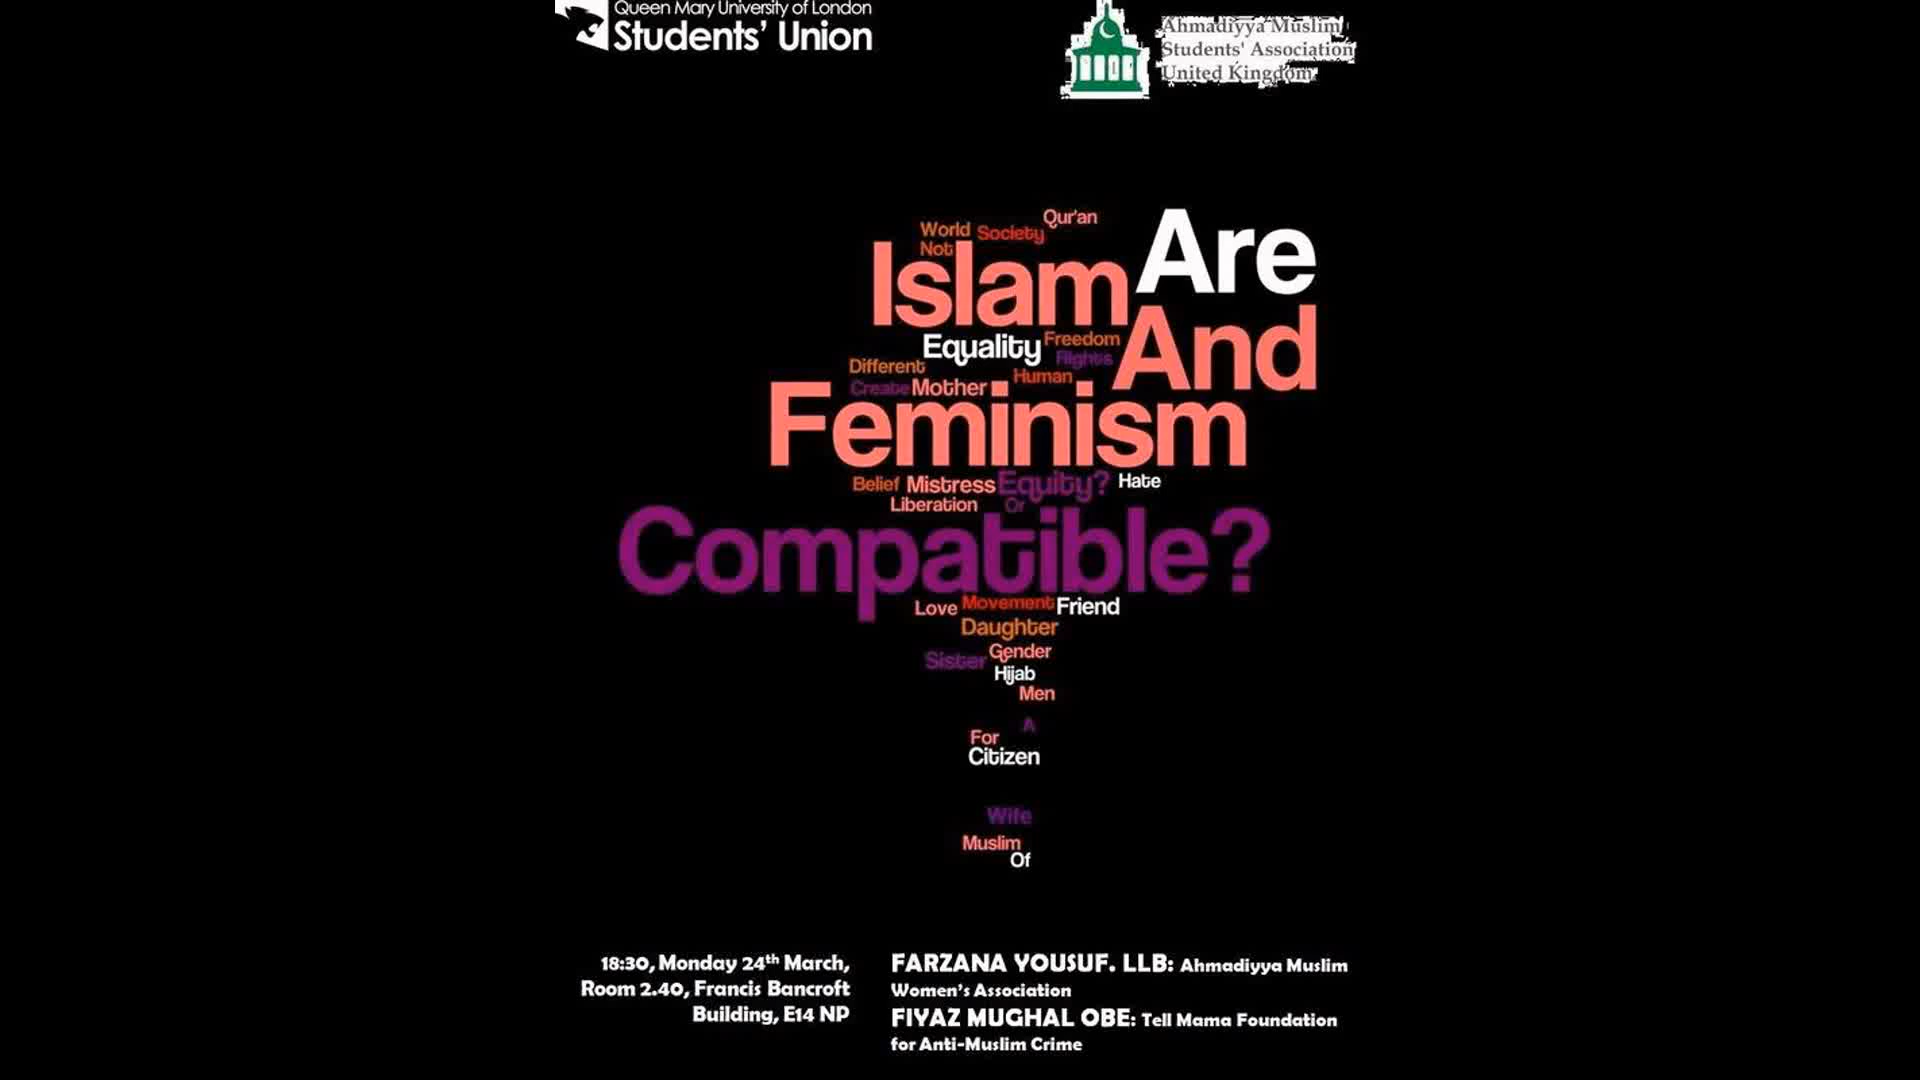 Queen Mary University of London
Students' Union
Ahmadiyya Muslim
Students' Association
United Kingdom
Qur'an
World Society
Not
Islam Are
Equality Freedom
Rights And
Different
Create Mother Human
Feminism
Belief Mistress Equity? Hate
Liberation Or
Compatible?
Love Movement Friend
Daughter
Sister Gender
Hijab
Men
A
For
Citizen
Wife
Muslim
Of
18:30, Monday 24th March,
Room 2.40, Francis Bancroft
Building, E14 NP
FARZANA YOUSUF. LLB: Ahmadiyya Muslim
Women's Association
FIYAZ MUGHAL OBE: Tell Mama Foundation
for Anti-Muslim Crime